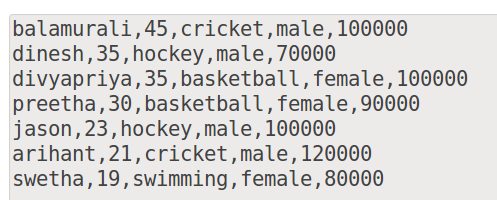 balamurali,45,cricket,male,100000
dinesh,35,hockey,male,70000
divyapriya,35,basketball,female,100000
preetha,30,basketball,female,90000
jason,23,hockey,male,100000
arihant,21,cricket,male,120000
swetha,19,swimming,female,80000